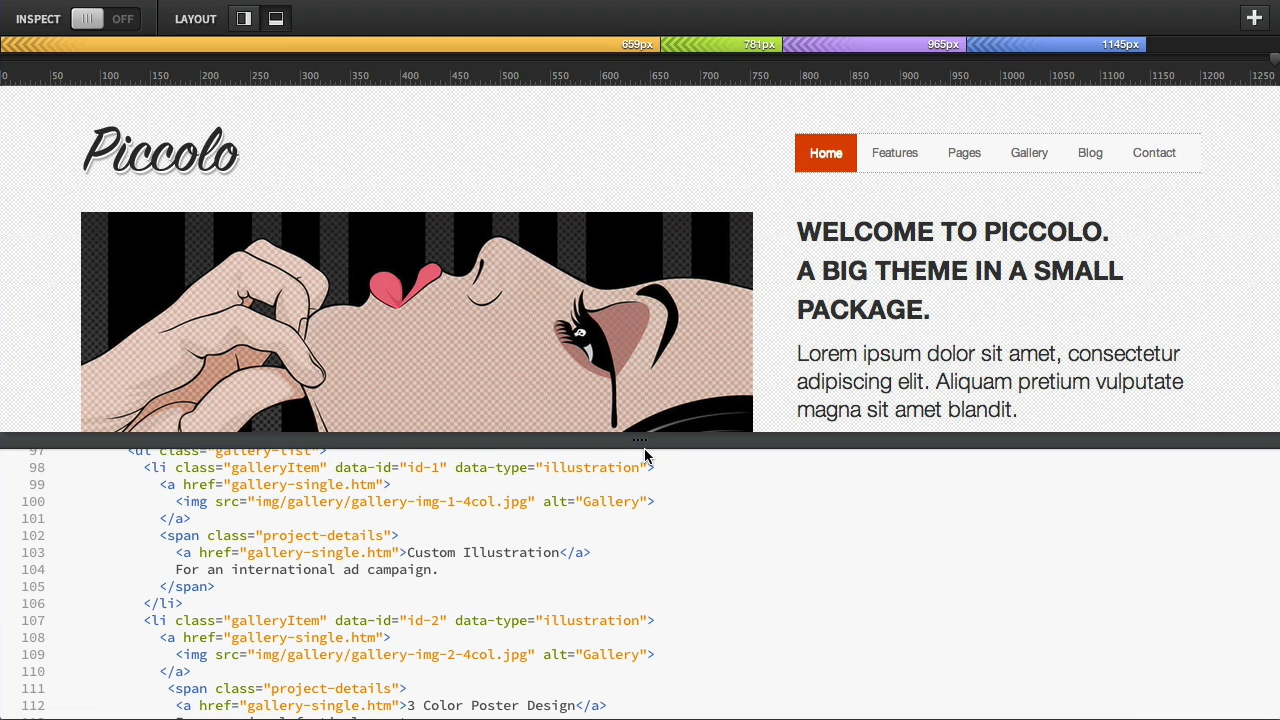 INSPECT OFF LAYOUT
659px 781px 965px 1145px
0 50 100 150 200 250 300 350 400 450 500 550 600 650 700 750 800 850 900 950 1000 1050 1100 1150 1200 1250
Piccolo
Home Features Pages Gallery Blog Contact
WELCOME TO PICCOLO.
A BIG THEME IN A SMALL
PACKAGE.
Lorem ipsum dolor sit amet, consectetur
adipiscing elit. Aliquam pretium vulputate
magna sit amet blandit.
97 <ul class="gallery-list">
98 <li class="galleryItem" data-id="id-1" data-type="illustration">
99 <a href="gallery-single.htm">
100 <img src="img/gallery/gallery-img-1-4col.jpg" alt="Gallery">
101 </a>
102 <span class="project-details">
103 <a href="gallery-single.htm">Custom Illustration</a>
104 For an international ad campaign.
105 </span>
106 </li>
107 <li class="galleryItem" data-id="id-2" data-type="illustration">
108 <a href="gallery-single.htm">
109 <img src="img/gallery/gallery-img-2-4col.jpg" alt="Gallery">
110 </a>
111 <span class="project-details">
112 <a href="gallery-single.htm">3 Color Poster Design</a>